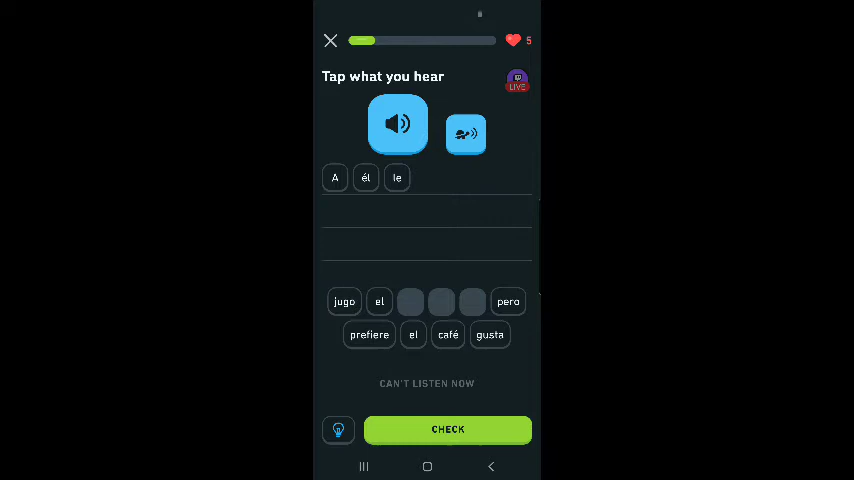 5
Tap what you hear
LIVE
A él le
jugo el pero
prefiere el café gusta
CAN'T LISTEN NOW
CHECK